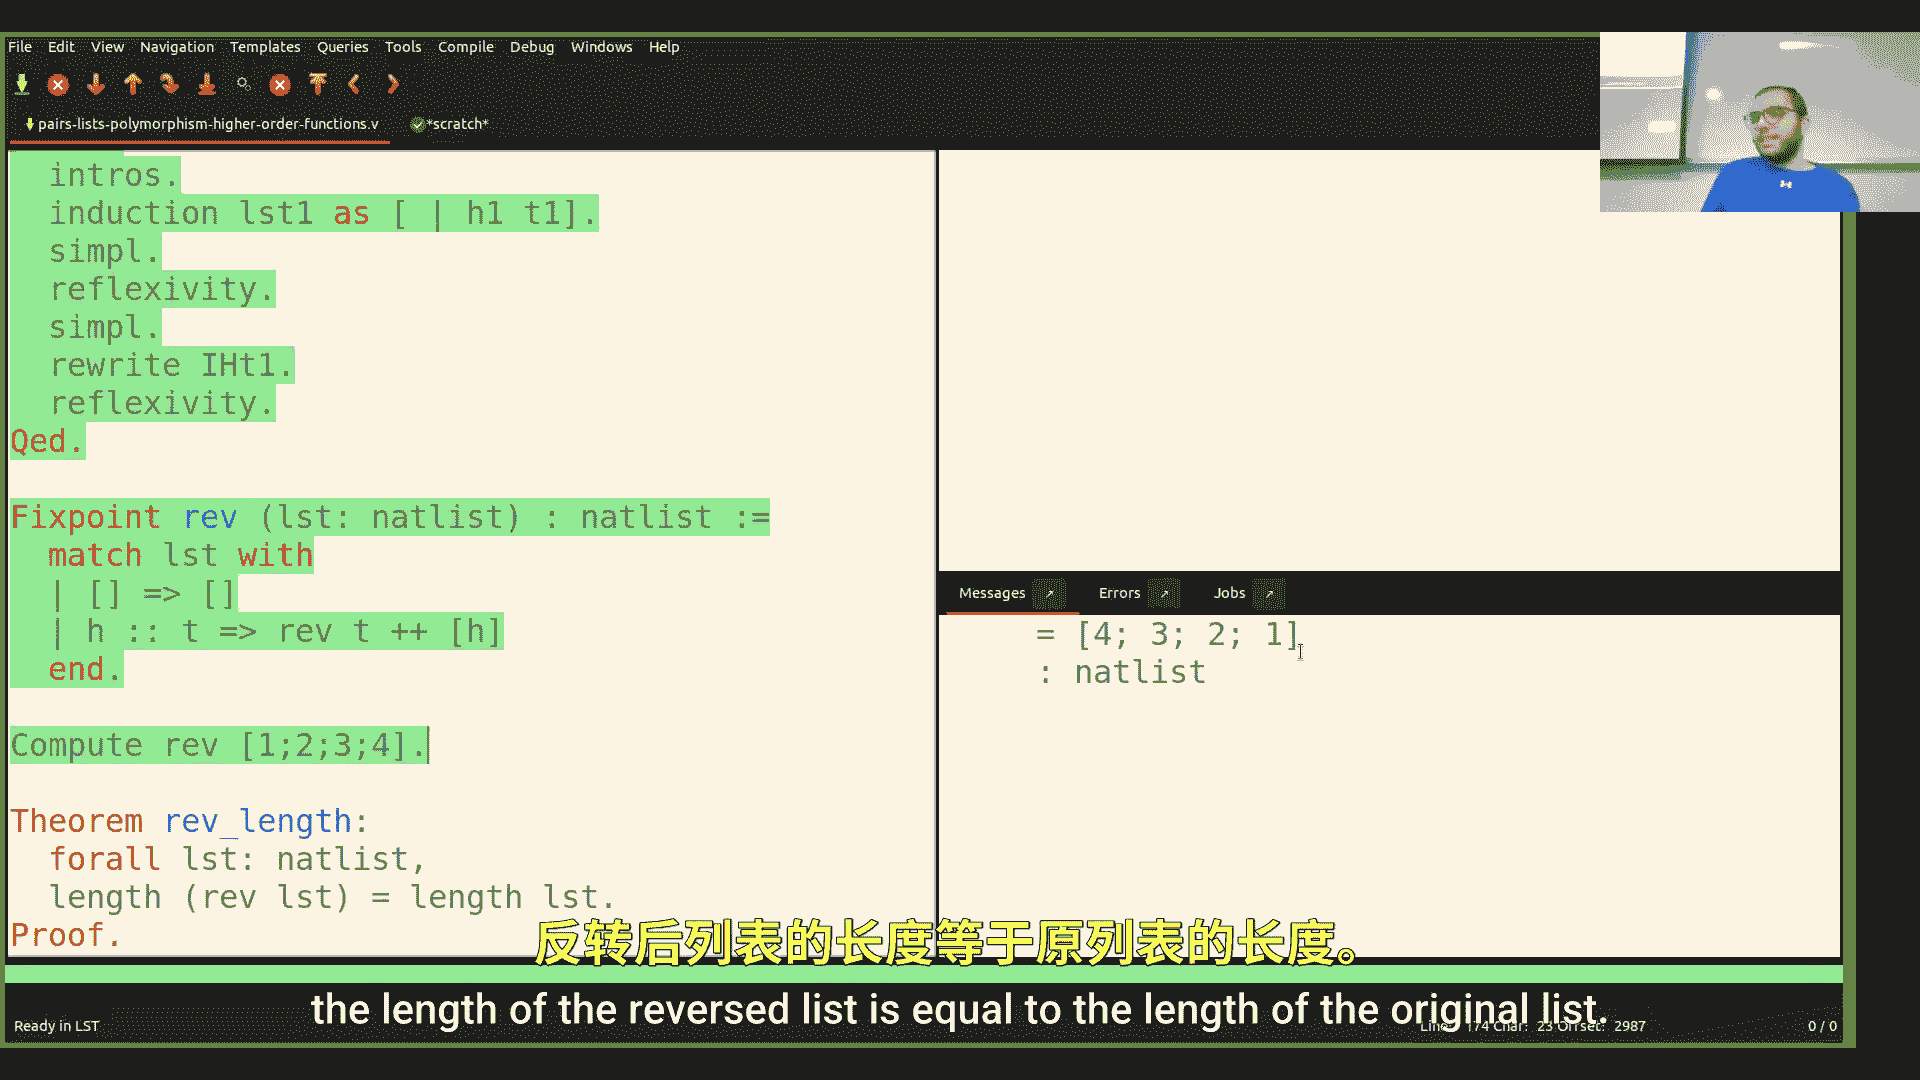 File Edit View Navigation Templates Queries Tools Compile Debug Windows Help
pairs-lists-polymorphism-higher-order-functions.v *scratch*
intros.
induction lst1 as [ | h1 t1].
simpl.
reflexivity.
simpl.
rewrite IHt1.
reflexivity.
Qed.
Fixpoint rev (lst: natlist) : natlist :=
match lst with
| [] => []
| h :: t => rev t ++ [h]
end.
Compute rev [1;2;3;4].
Theorem rev_length:
forall lst: natlist,
length (rev lst) = length lst.
Proof.
Messages Errors Jobs
= [4; 3; 2; 1]
: natlist
反转后列表的长度等于原列表的长度。
the length of the reversed list is equal to the length of the original list.
Ready in LST
Char: 23 Offset: 2987
0 / 0